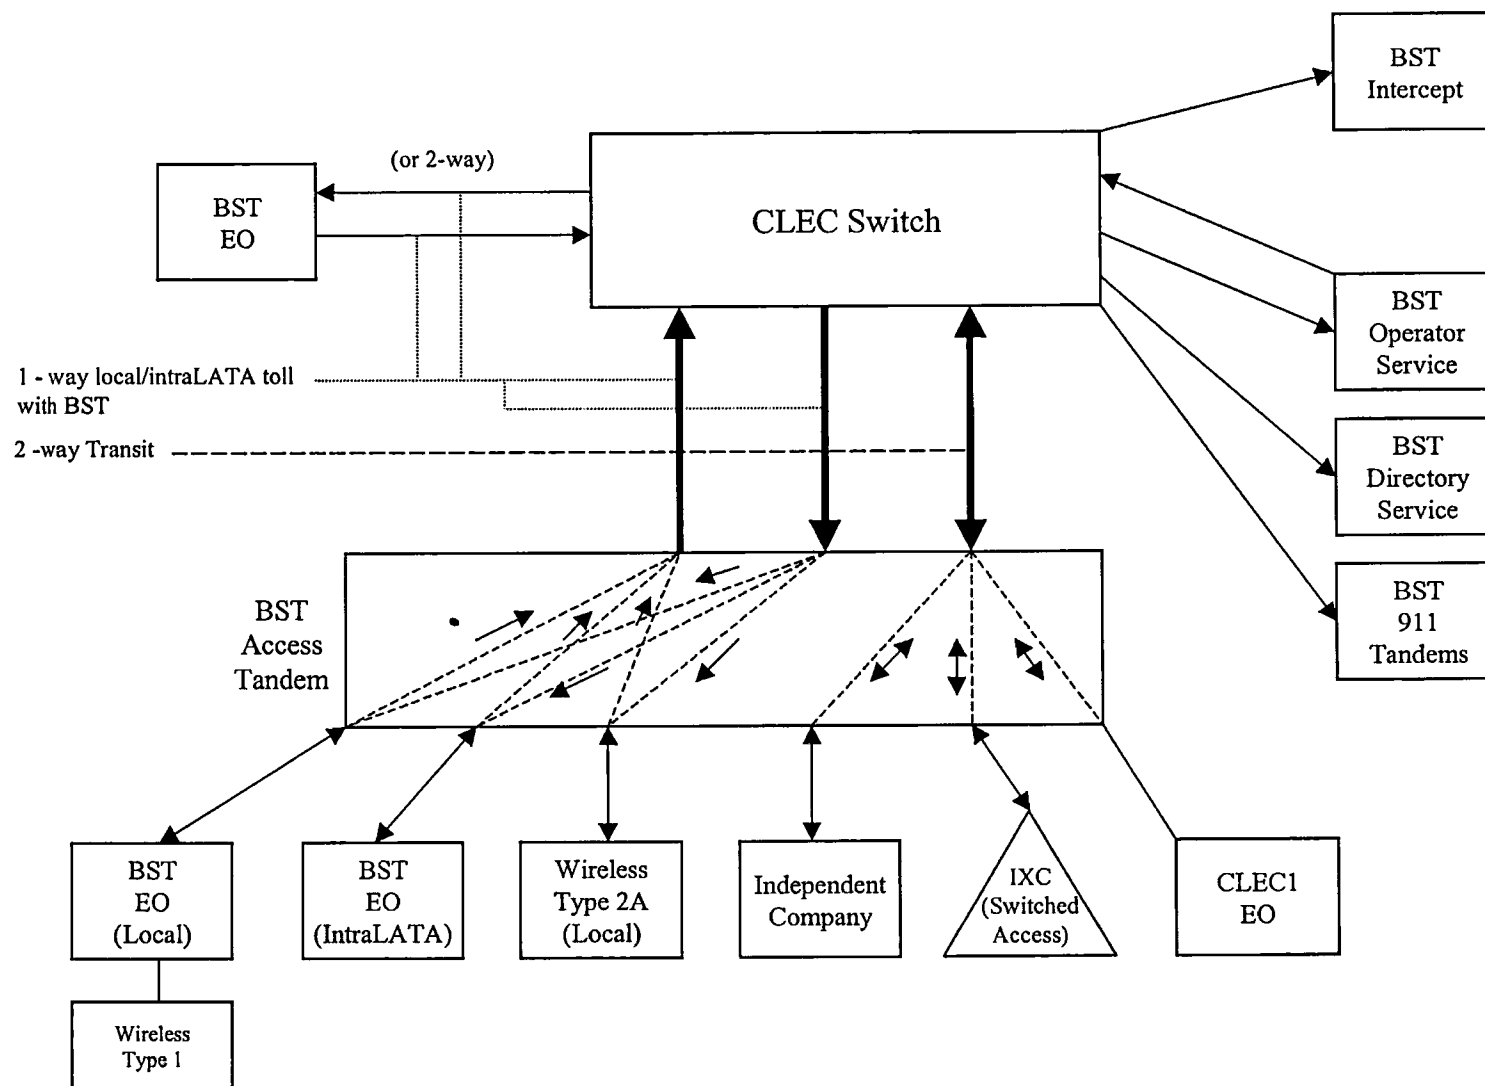 BST
Intercept
(or 2-way)
BST
EO
CLEC Switch
BST
Operator
Service
1 - way local/intraLATA toll
with BST
2 -way Transit
BST
Directory
Service
BST
911
Tandems
BST
Access
Tandem
BST
EO
(Local)
BST
EO
(IntraLATA)
Wireless
Type 2A
(Local)
Independent
Company
IXC
(Switched
Access)
CLEC1
EO
Wireless
Type 1